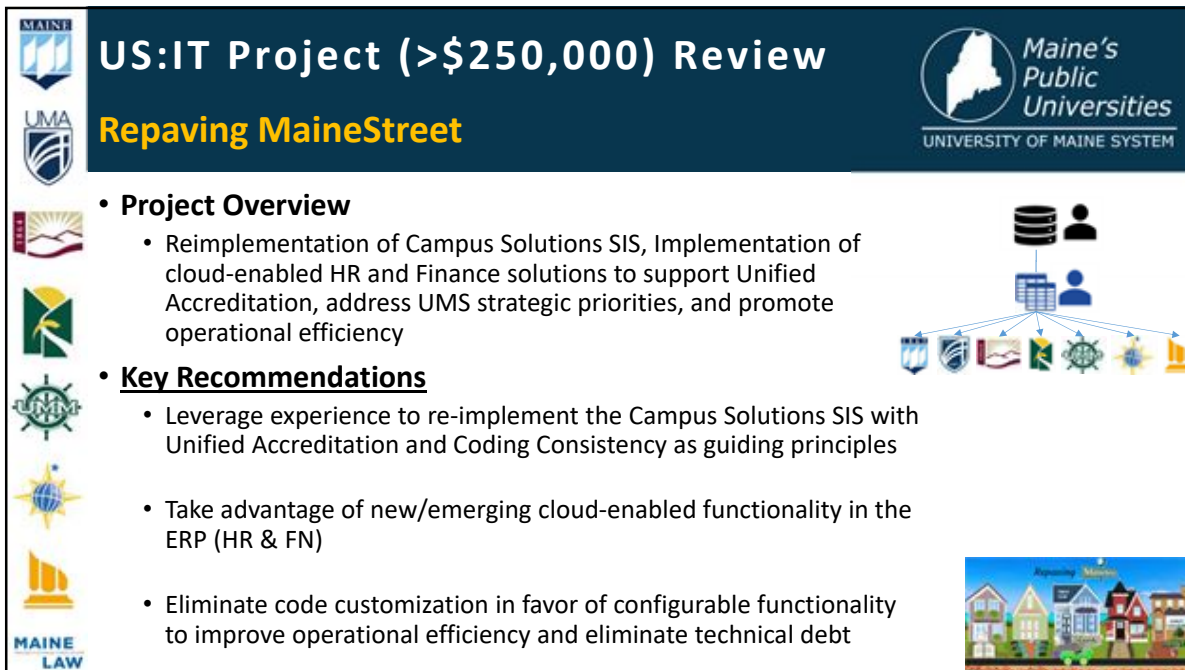 MAINE
US:IT Project (>$250,000) Review
Repaving MaineStreet
Maine's
Public
Universities
UNIVERSITY OF MAINE SYSTEM
UMA
1864
UMM
MAINE
LAW
• Project Overview
• Reimplementation of Campus Solutions SIS, Implementation of
cloud-enabled HR and Finance solutions to support Unified
Accreditation, address UMS strategic priorities, and promote
operational efficiency
• Key Recommendations
• Leverage experience to re-implement the Campus Solutions SIS with
Unified Accreditation and Coding Consistency as guiding principles
• Take advantage of new/emerging cloud-enabled functionality in the
ERP (HR & FN)
• Eliminate code customization in favor of configurable functionality
to improve operational efficiency and eliminate technical debt
Repaving